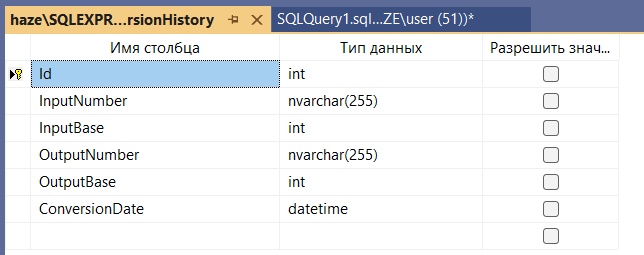 haze\SQLEXPR...rsionHistory SQLQuery1.sql...ZE\user (51))*
Имя столбца Тип данных Разрешить знач...
Id int
InputNumber nvarchar(255)
InputBase int
OutputNumber nvarchar(255)
OutputBase int
ConversionDate datetime